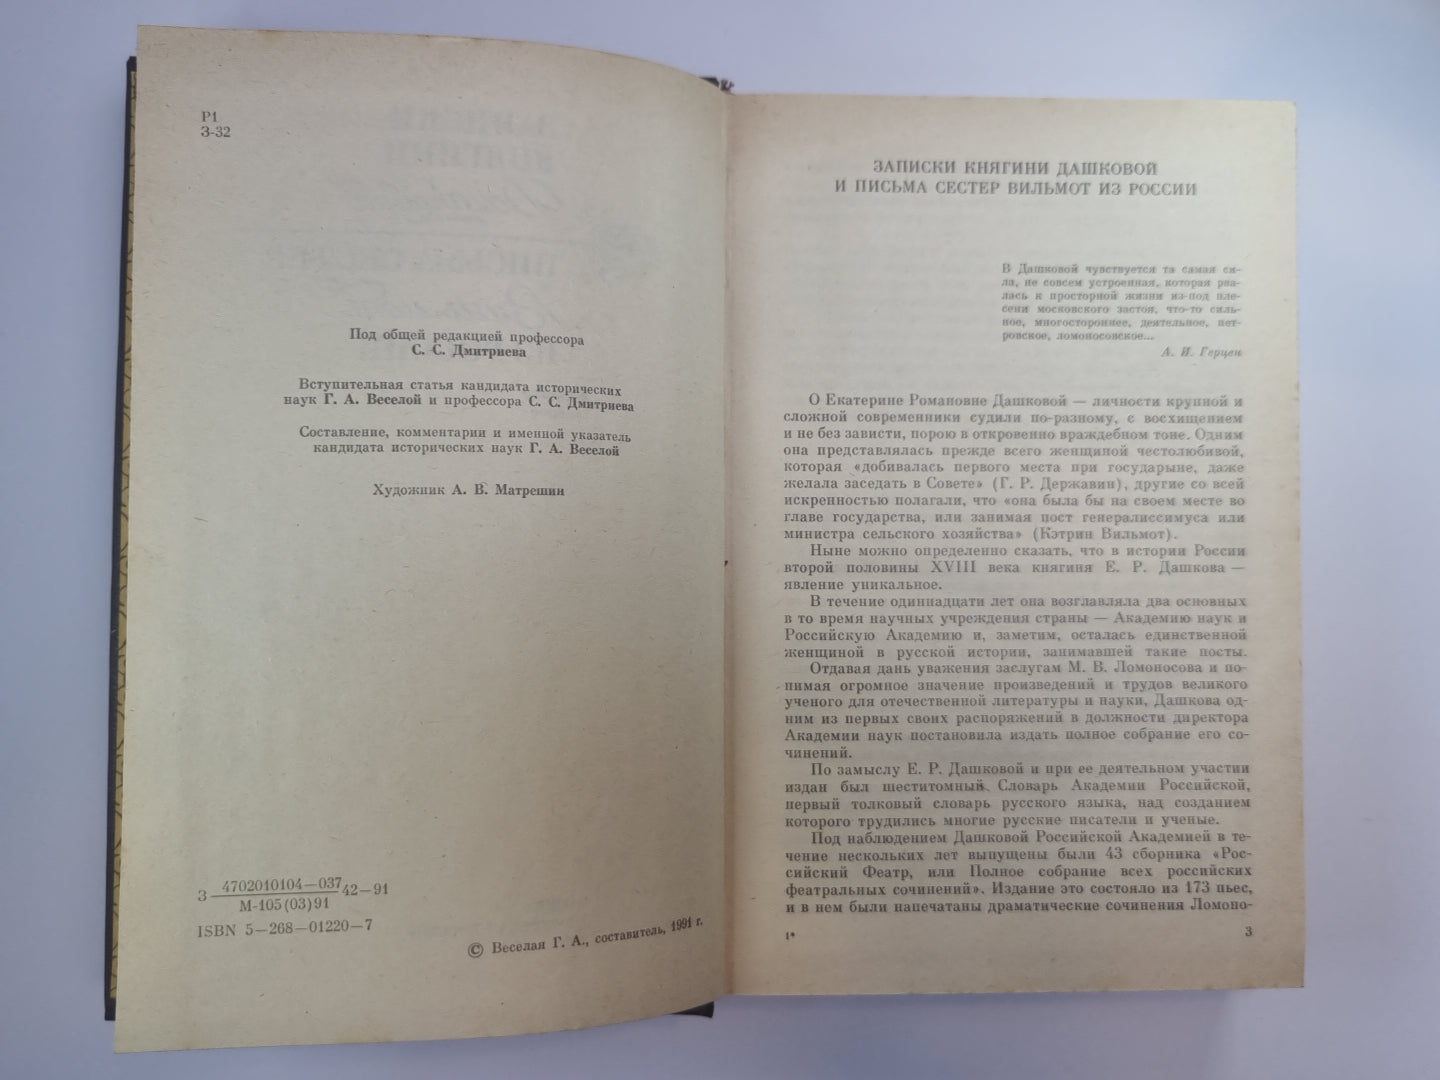 Р1
З-32
Под общей редакцией профессора
С. С. Дмитриева
Вступительная статья кандидата исторических
наук Г. А. Веселой и профессора С. С. Дмитриева
Составление, комментарии и именной указатель
кандидата исторических наук Г. А. Веселой
Художник А. В. Матрешин
З 4702010104—037 42—91
М-105(03)91
ISBN 5—268—01220—7
© Веселая Г. А., составитель, 1991 г.
ЗАПИСКИ КНЯГИНИ ДАШКОВОЙ
И ПИСЬМА СЕСТЕР ВИЛЬМОТ ИЗ РОССИИ
В Дашковой чувствуется та самая си-
ла, не совсем устроенная, которая рва-
лась к просторной жизни из-под пле-
сени московского застоя, что-то силь-
ное, многостороннее, деятельное, пет-
ровское, ломоносовское...
А. И. Герцен
О Екатерине Романовне Дашковой — личности крупной и
сложной современники судили по-разному, с восхищением
и не без зависти, порою в откровенно враждебном тоне. Одним
она представлялась прежде всего женщиной честолюбивой,
которая «добивалась первого места при государыне, даже
желала заседать в Совете» (Г. Р. Державин), другие со всей
искренностью полагали, что «она была бы на своем месте во
главе государства, или занимая пост генералиссимуса или
министра сельского хозяйства» (Кэтрин Вильмот).
Ныне можно определенно сказать, что в истории России
второй половины XVIII века княгиня Е. Р. Дашкова —
явление уникальное.
В течение одиннадцати лет она возглавляла два основных
в то время научных учреждения страны — Академию наук и
Российскую Академию и, заметим, осталась единственной
женщиной в русской истории, занимавшей такие посты.
Отдавая дань уважения заслугам М. В. Ломоносова и по-
нимая огромное значение произведений и трудов великого
ученого для отечественной литературы и науки, Дашкова од-
ним из первых своих распоряжений в должности директора
Академии наук постановила издать полное собрание его со-
чинений.
По замыслу Е. Р. Дашковой и при ее деятельном участии
издан был шеститомный Словарь Академии Российской,
первый толковый словарь русского языка, над созданием
которого трудились многие русские писатели и ученые.
Под наблюдением Дашковой Российской Академией в те-
чение нескольких лет выпущены были 43 сборника «Рос-
сийский Феатр, или Полное собрание всех российских
феатральных сочинений». Издание это состояло из 173 пьес,
и в нем были напечатаны драматические сочинения Ломоно-
1*
3